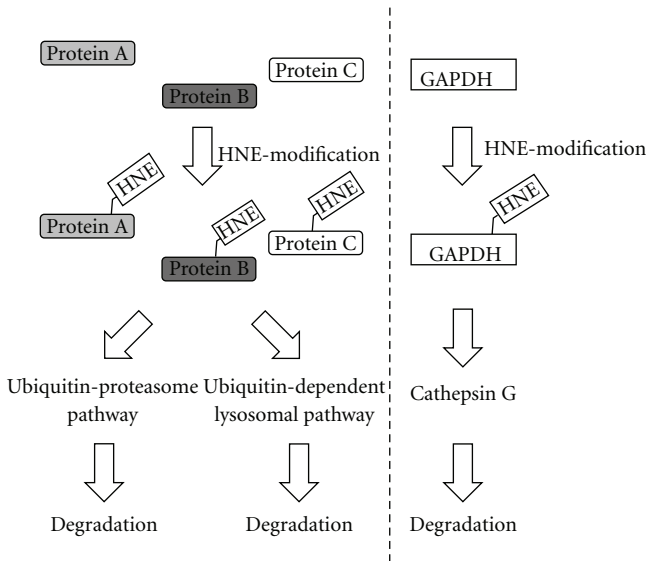 Protein A
Protein C
Protein B
HNE-modification
HNE
HNE
HNE
Protein A
Protein C
Protein B
Ubiquitin-proteasome
pathway
Ubiquitin-dependent
lysosomal pathway
Degradation
Degradation
GAPDH
HNE-modification
HNE
GAPDH
Cathepsin G
Degradation